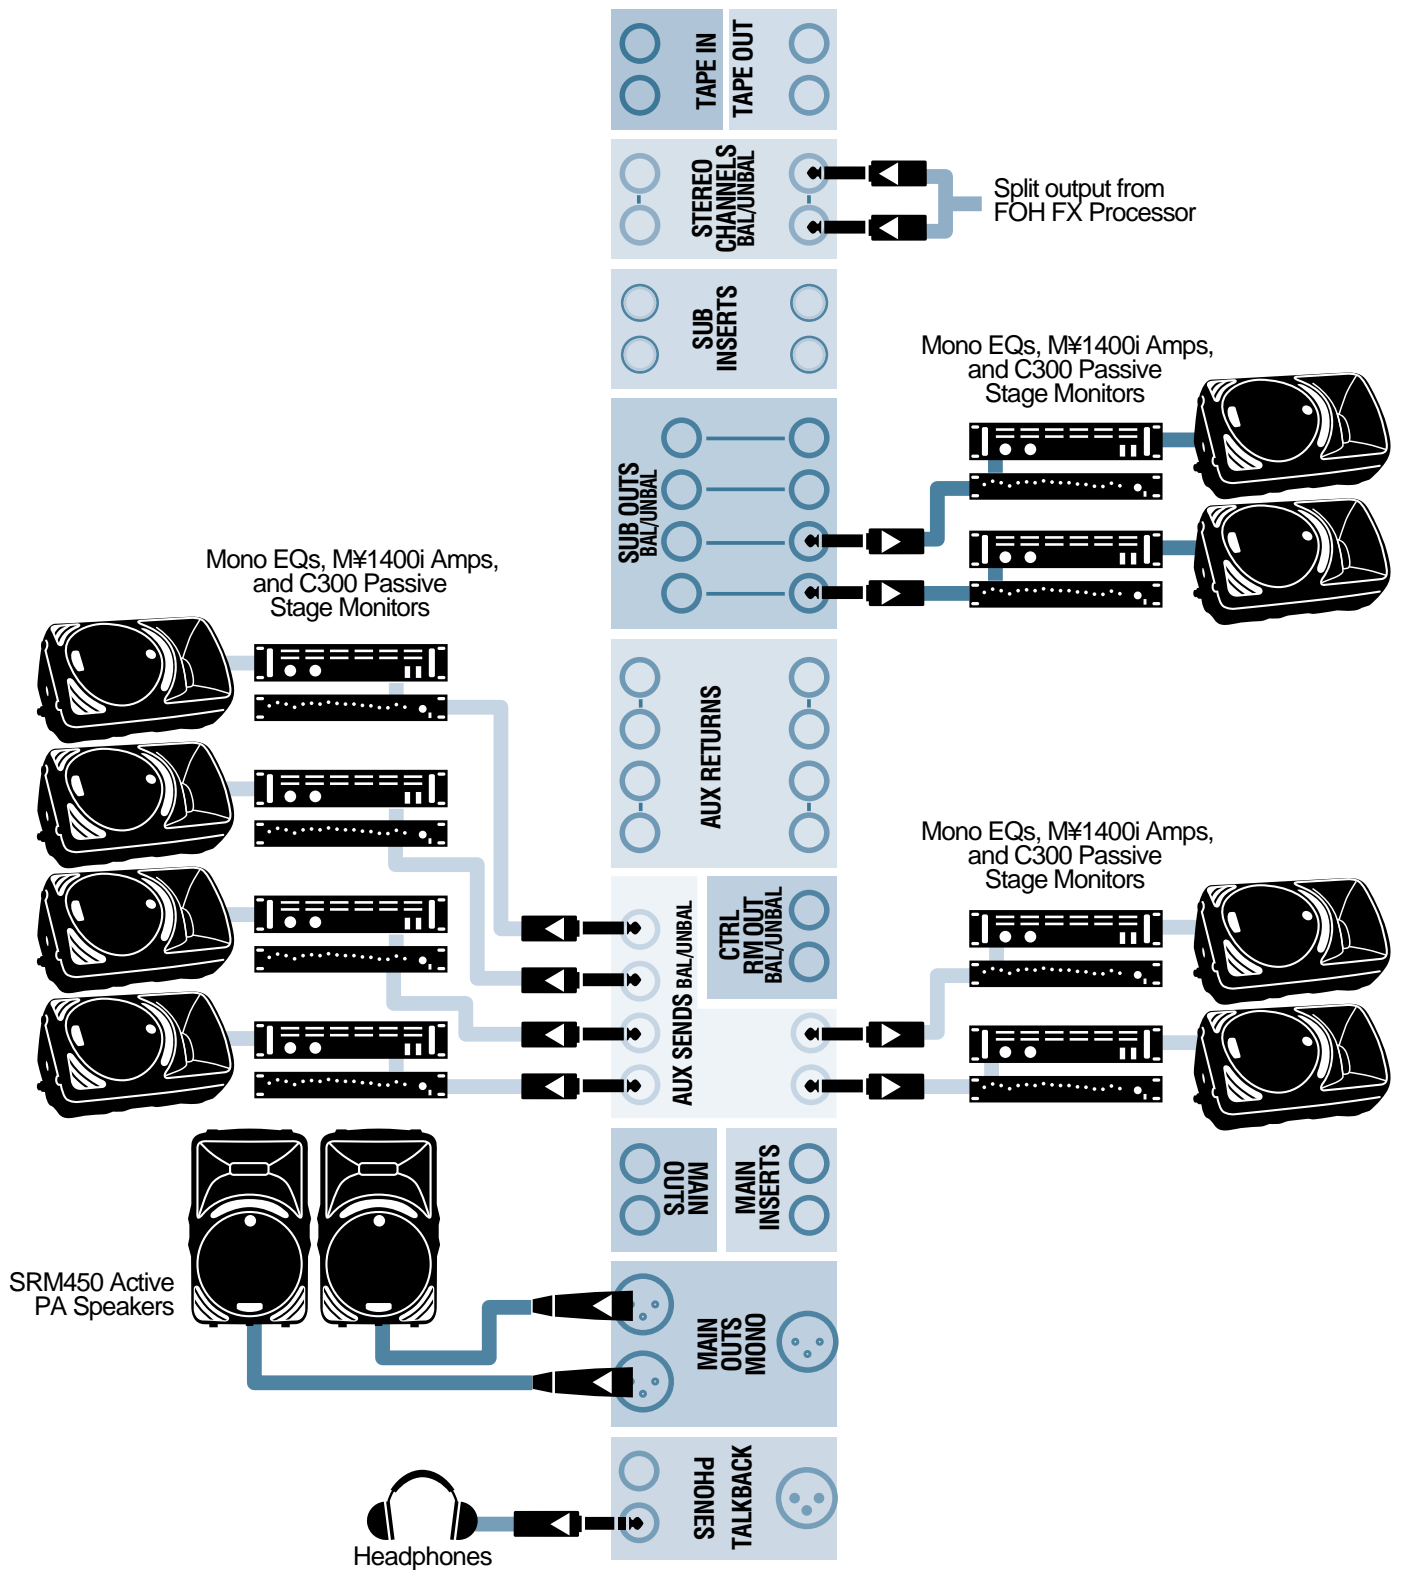 TAPE IN
TAPE OUT
STEREO
CHANNELS
BAL/UNBAL
Split output from
FOH FX Processor
SUB
INSERTS
Mono EQs, M¥1400i Amps,
and C300 Passive
Stage Monitors
SUB OUTS
BAL/UNBAL
Mono EQs, M¥1400i Amps,
and C300 Passive
Stage Monitors
AUX RETURNS
Mono EQs, M¥1400i Amps,
and C300 Passive
Stage Monitors
CTRL
RM OUT
BAL/UNBAL
AUX SENDS BAL/UNBAL
MAIN
OUTS
MAIN
INSERTS
SRM450 Active
PA Speakers
MAIN
OUTS
MONO
PHONES
TALKBACK
Headphones